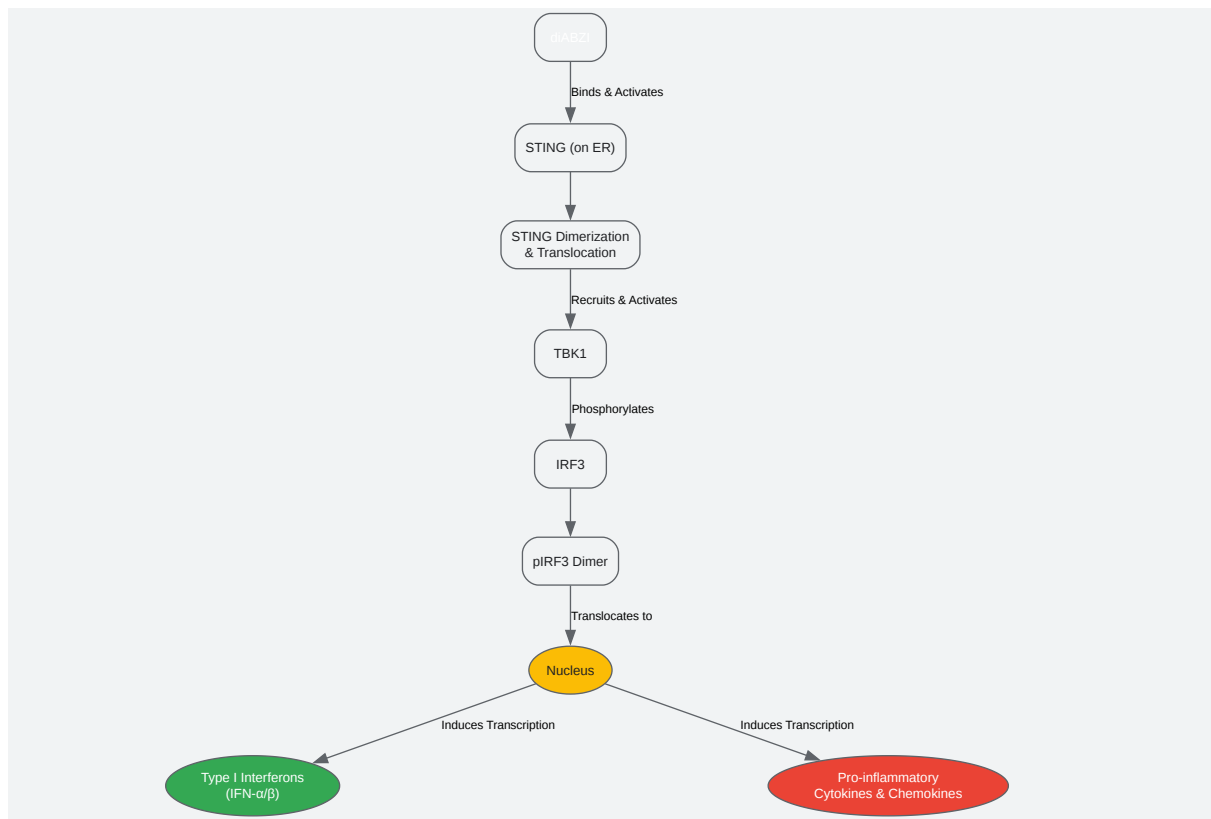 diABZI
Binds & Activates
STING (on ER)
STING Dimerization
& Translocation
Recruits & Activates
TBK1
Phosphorylates
IRF3
pIRF3 Dimer
Translocates to
Nucleus
Induces Transcription
Induces Transcription
Type I Interferons
(IFN-α/β)
Pro-inflammatory
Cytokines & Chemokines